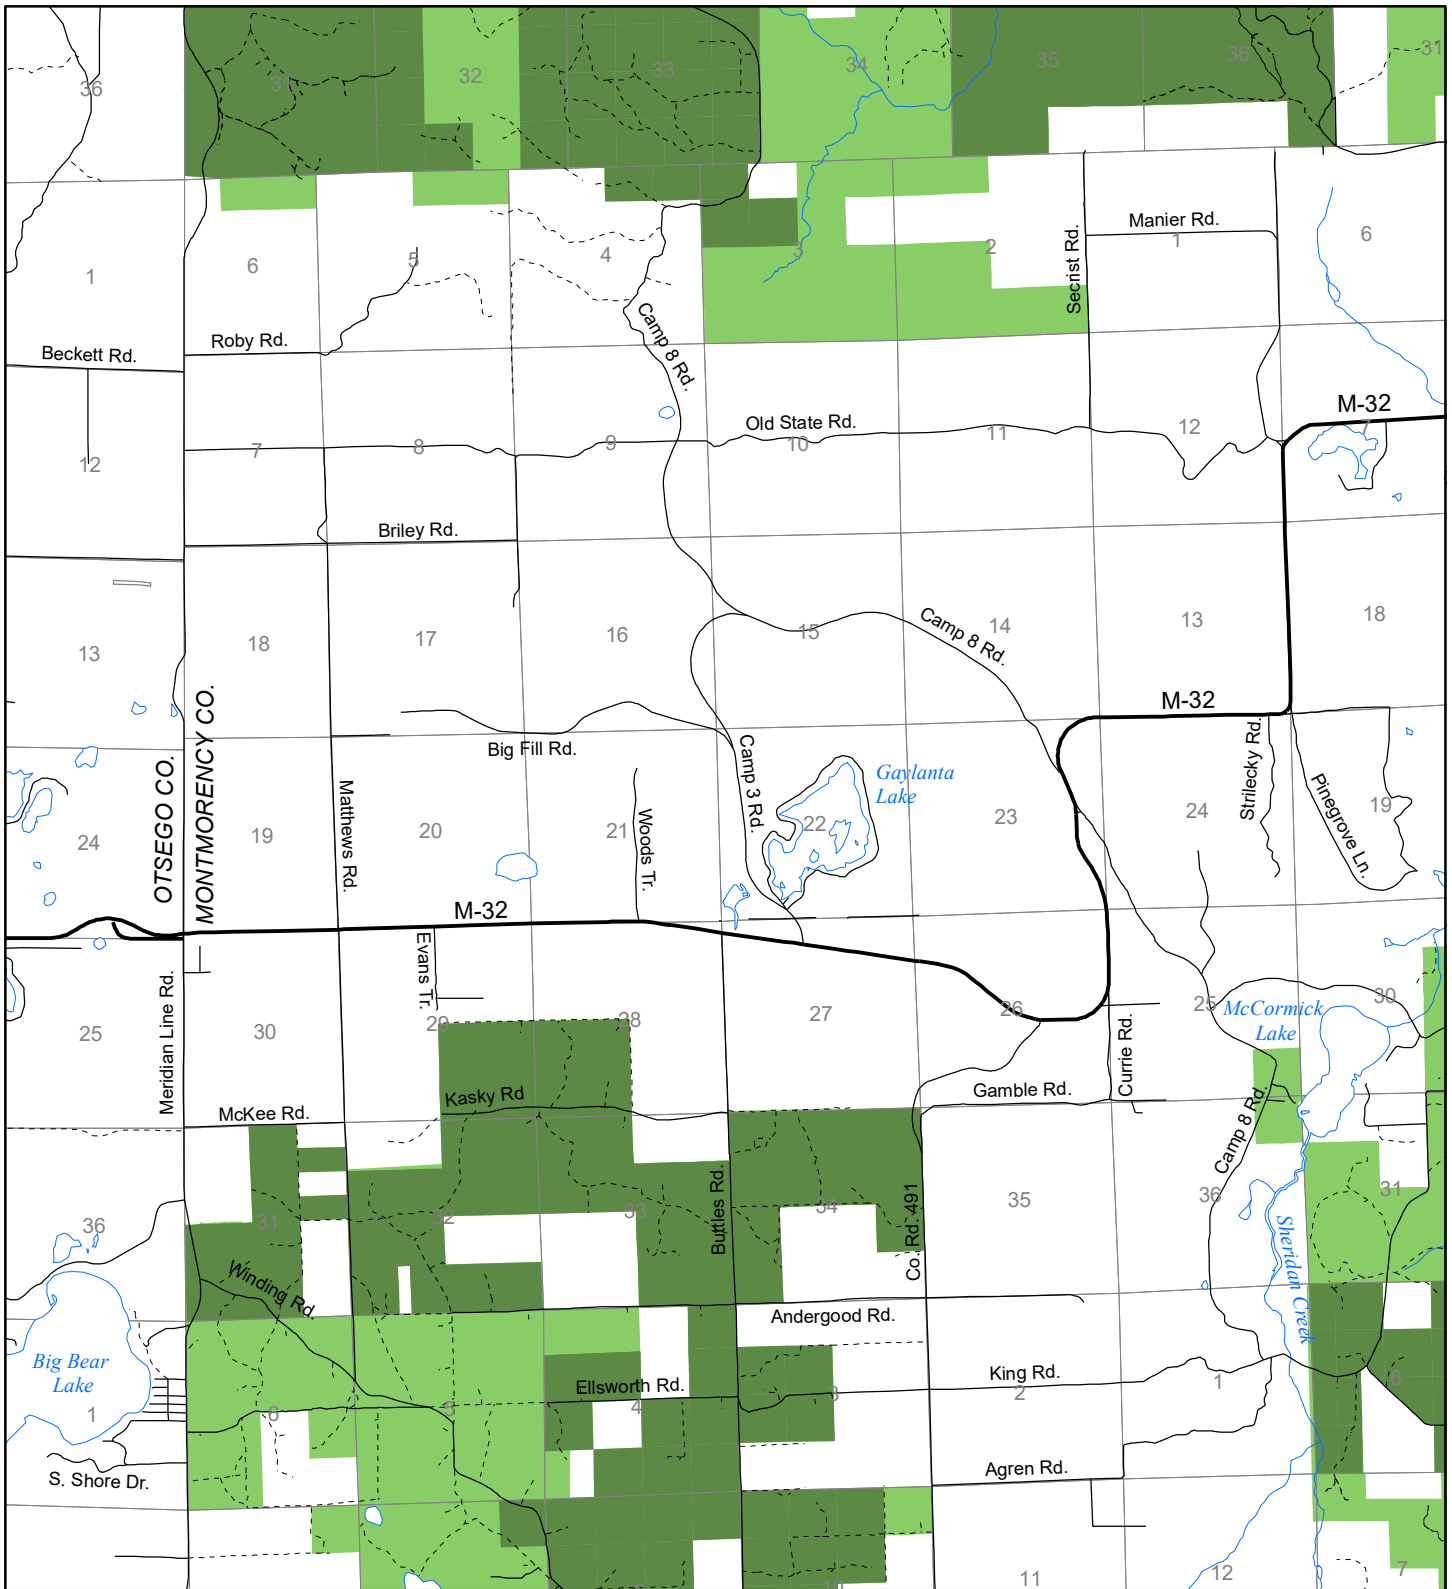 36
31
32
33
34
35
36
31
1
6
5
4
3
2
Secrist Rd.
Manier Rd.
1
6
Beckett Rd.
Roby Rd.
Camp 8 Rd.
M-32
12
7
8
9
Old State Rd.
10
11
12
7
Briley Rd.
13
18
17
16
15
Camp 8 Rd.
14
13
18
OTSEGO CO.
MONTMORENCY CO.
M-32
Big Fill Rd.
Camp 3 Rd.
Gaylanta
Lake
Strilecky Rd.
Pinegrove Ln.
24
19
Matthews Rd.
20
21
Woods Tr.
22
23
24
19
M-32
Evans Tr.
Meridian Line Rd.
25
30
29
28
27
26
Currie Rd.
25
McCormick
Lake
30
McKee Rd.
Kasky Rd
Gamble Rd.
Camp 8 Rd.
36
31
32
33
Buttles Rd.
34
Co. Rd. 491
35
36
31
Sheridan Creek
Winding Rd.
Andergood Rd.
Big Bear
Lake
1
6
5
Ellsworth Rd.
4
3
King Rd.
2
1
6
S. Shore Dr.
Agren Rd.
10
11
12
7